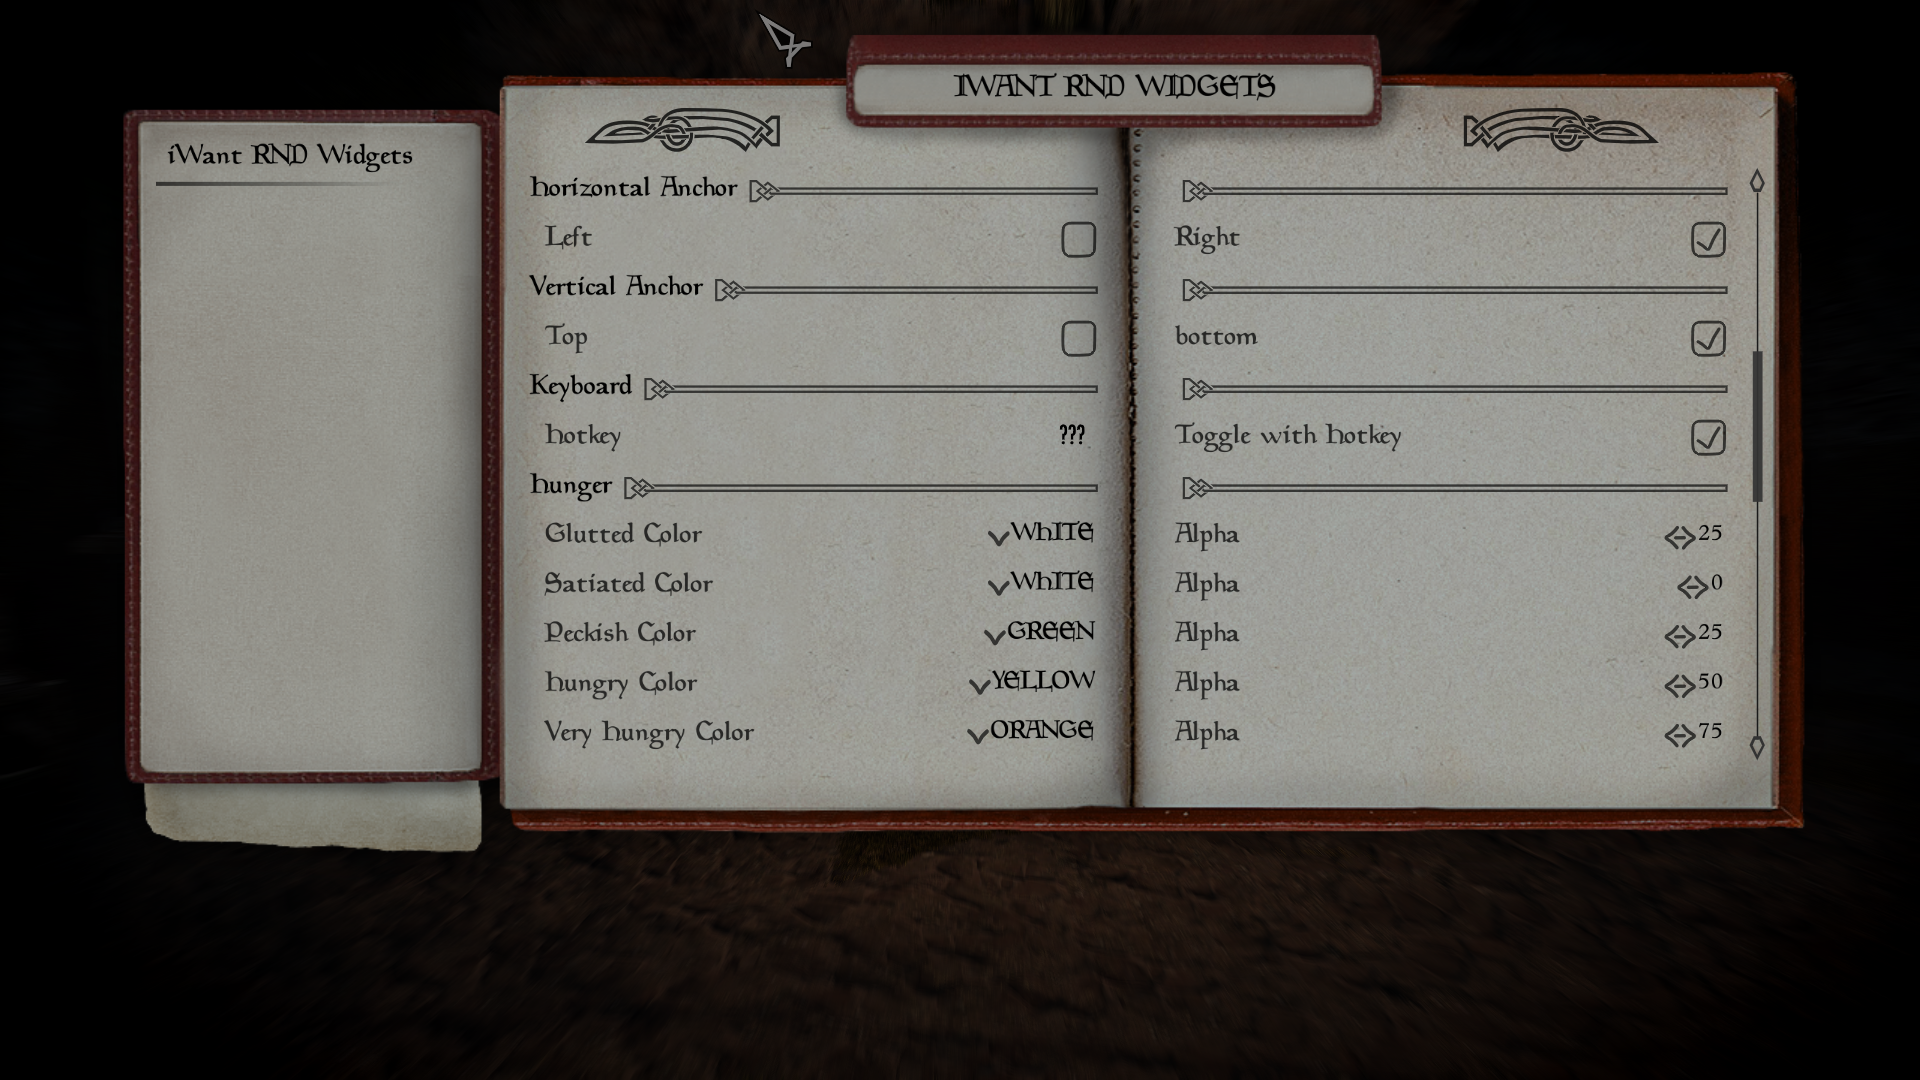 IWANT RND WIDGETS
iWant RND Widgets
Horizontal Anchor
Left
Right
Vertical Anchor
Top
bottom
Keyboard
Hotkey ???
Toggle with Hotkey
Hunger
Glutted Color WHITE
Alpha 25
Satiated Color WHITE
Alpha 0
Peckish Color GREEN
Alpha 25
Hungry Color YELLOW
Alpha 50
Very Hungry Color ORANGE
Alpha 75